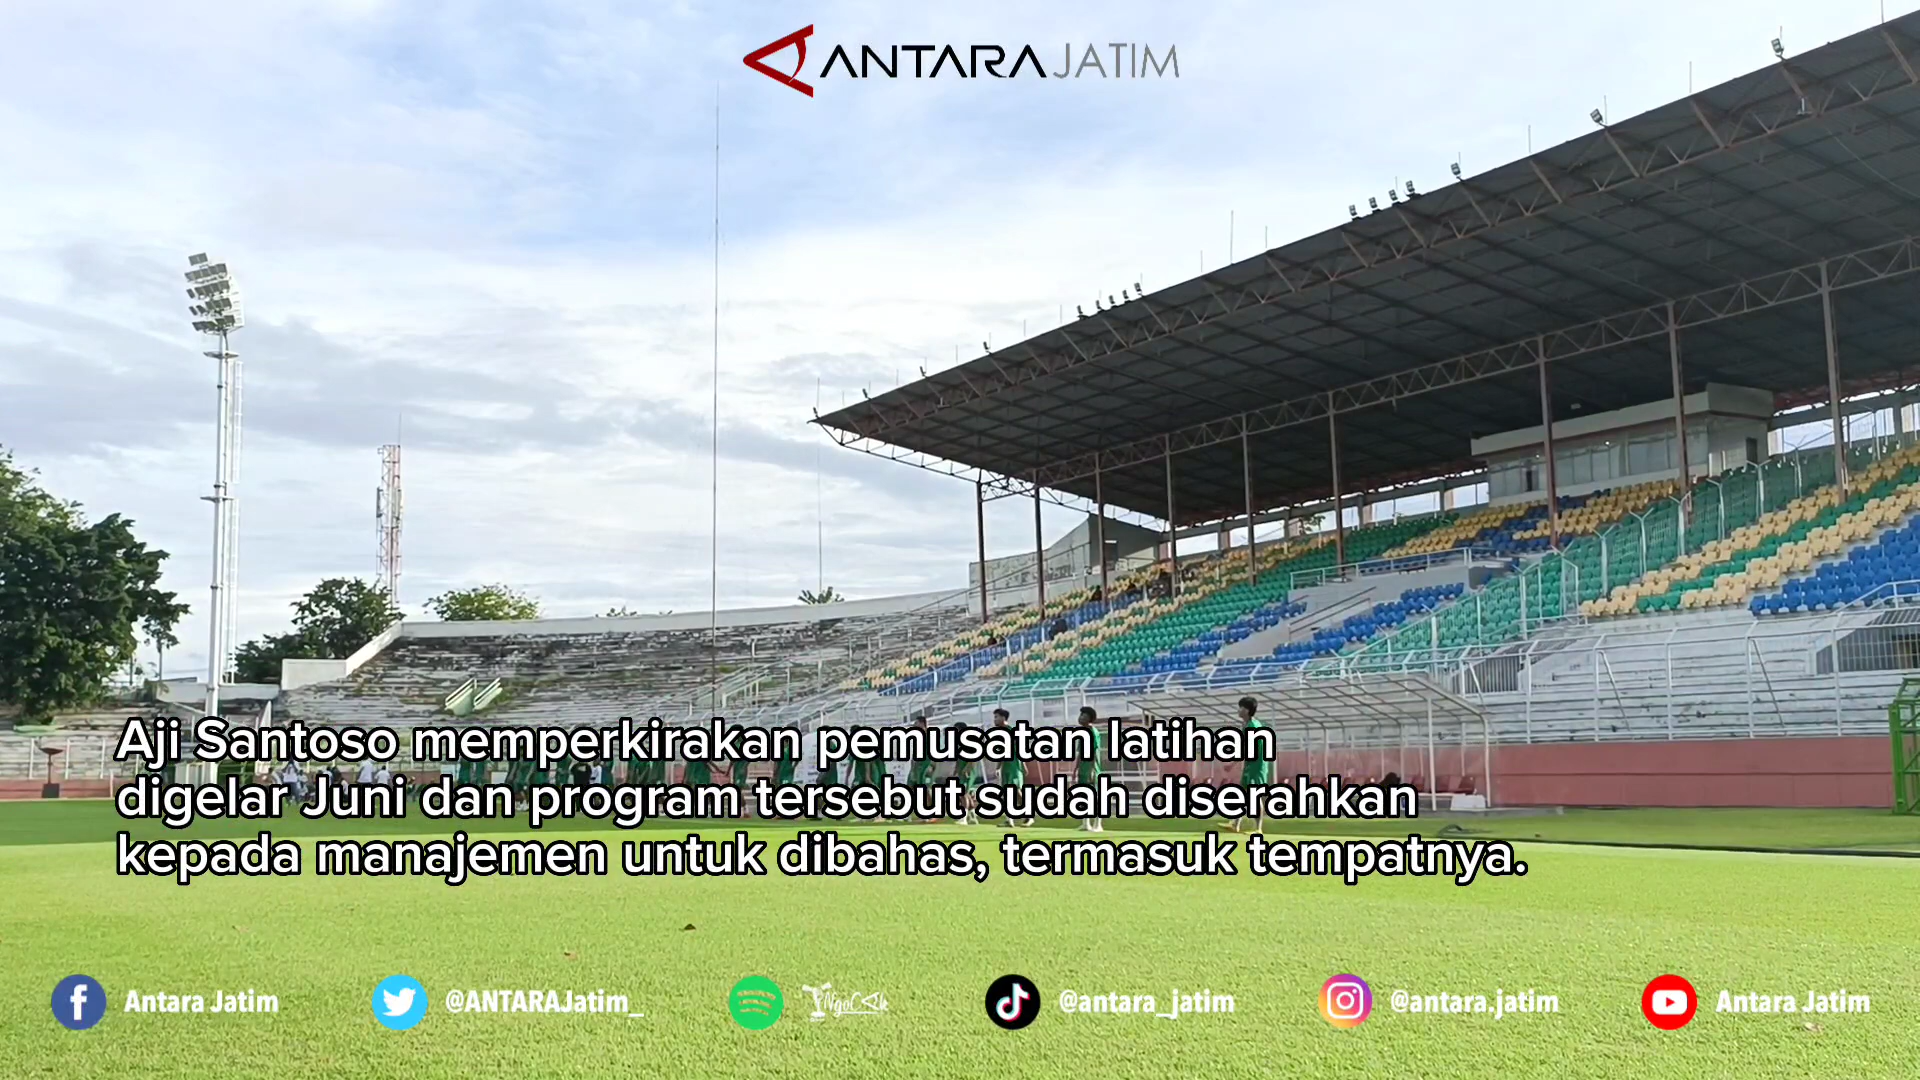 ANTARA JATIM
Aji Santoso memperkirakan pemusatan latihan
digelar Juni dan program tersebut sudah diserahkan
kepada manajemen untuk dibahas, termasuk tempatnya.
Antara Jatim
@ANTARAJatim_
@antara_jatim
@antara.jatim
Antara Jatim